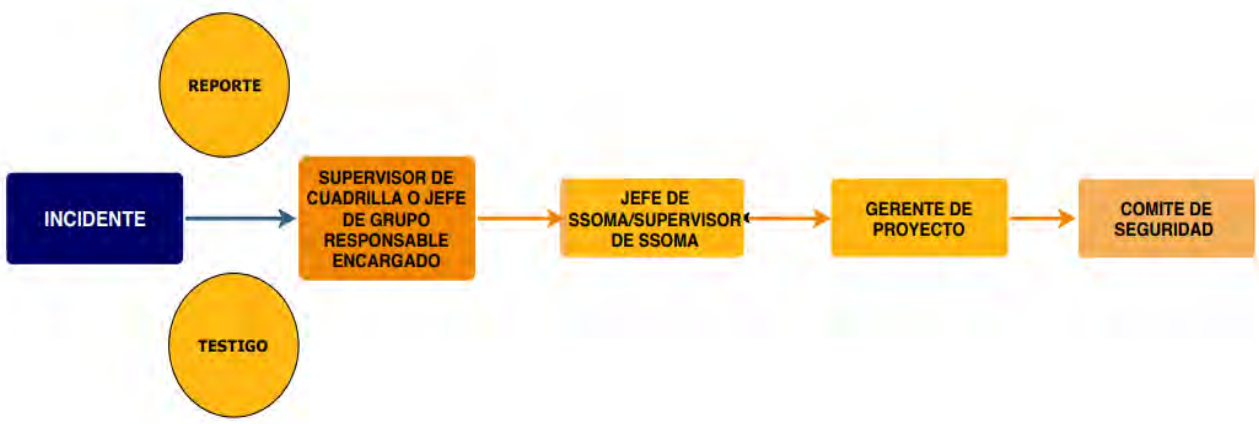 REPORTE
INCIDENTE
SUPERVISOR DE
CUADRILLA O JEFE
DE GRUPO
RESPONSABLE
ENCARGADO
JEFE DE
SSOMA/SUPERVISOR
DE SSOMA
GERENTE DE
PROYECTO
COMITE DE
SEGURIDAD
TESTIGO